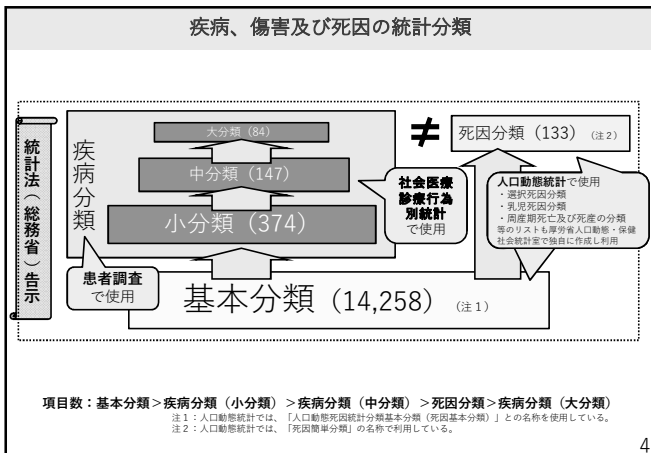 疾病、傷害及び死因の統計分類
統計法（総務省）告示
疾病分類
大分類（84）
中分類（147）
小分類（374）
≠
死因分類（133）（注２）
社会医療
診療行為
別統計
で使用
人口動態統計で使用
・選択死因分類
・乳児死因分類
・周産期死亡及び死産の分類
等のリストも厚労省人口動態・保健
社会統計室で独自に作成し利用
患者調査
で使用
基本分類（14,258）（注１）
項目数：基本分類＞疾病分類（小分類）＞疾病分類（中分類）＞死因分類＞疾病分類（大分類）
注１：人口動態統計では、「人口動態死因統計分類基本分類（死因基本分類）」との名称を使用している。
注２：人口動態統計では、「死因簡単分類」の名称で利用している。
4